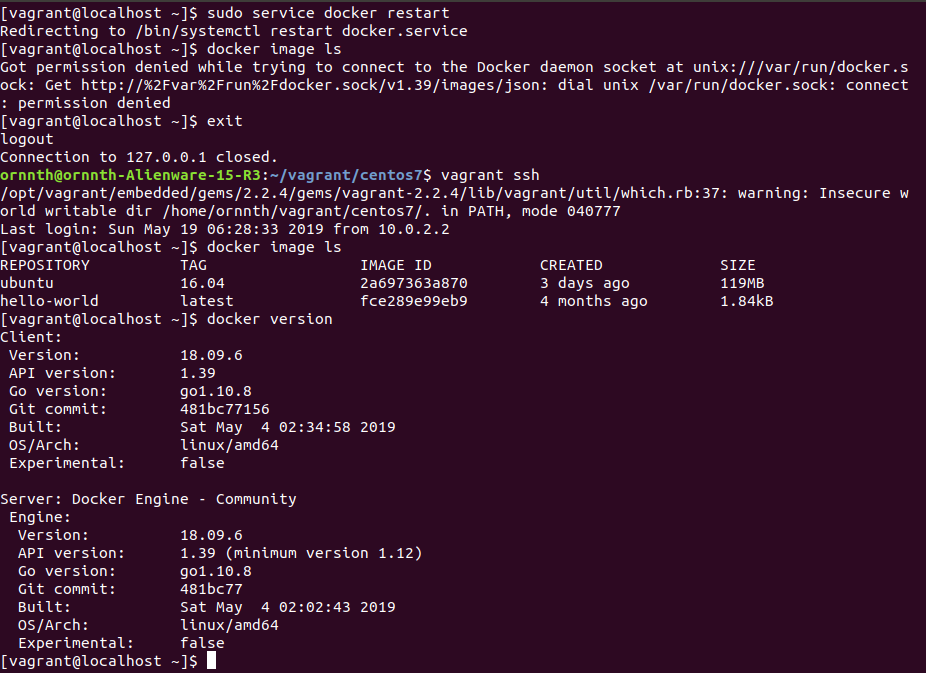 [vagrant@localhost ~]$ sudo service docker restart
Redirecting to /bin/systemctl restart docker.service
[vagrant@localhost ~]$ docker image ls
Got permission denied while trying to connect to the Docker daemon socket at unix:///var/run/docker.s
ock: Get http://%2Fvar%2Frun%2Fdocker.sock/v1.39/images/json: dial unix /var/run/docker.sock: connect
: permission denied
[vagrant@localhost ~]$ exit
logout
Connection to 127.0.0.1 closed.
ornnth@ornnth-Alienware-15-R3:~/vagrant/centos7$ vagrant ssh
/opt/vagrant/embedded/gems/2.2.4/gems/vagrant-2.2.4/lib/vagrant/util/which.rb:37: warning: Insecure w
orld writable dir /home/ornnth/vagrant/centos7/. in PATH, mode 040777
Last login: Sun May 19 06:28:33 2019 from 10.0.2.2
[vagrant@localhost ~]$ docker image ls
REPOSITORY          TAG                 IMAGE ID            CREATED             SIZE
ubuntu              16.04               2a697363a870        3 days ago          119MB
hello-world         latest              fce289e99eb9        4 months ago        1.84kB
[vagrant@localhost ~]$ docker version
Client:
 Version:           18.09.6
 API version:       1.39
 Go version:        go1.10.8
 Git commit:        481bc77156
 Built:             Sat May  4 02:34:58 2019
 OS/Arch:           linux/amd64
 Experimental:      false

Server: Docker Engine - Community
 Engine:
  Version:          18.09.6
  API version:      1.39 (minimum version 1.12)
  Go version:       go1.10.8
  Git commit:       481bc77
  Built:            Sat May  4 02:02:43 2019
  OS/Arch:          linux/amd64
  Experimental:     false
[vagrant@localhost ~]$